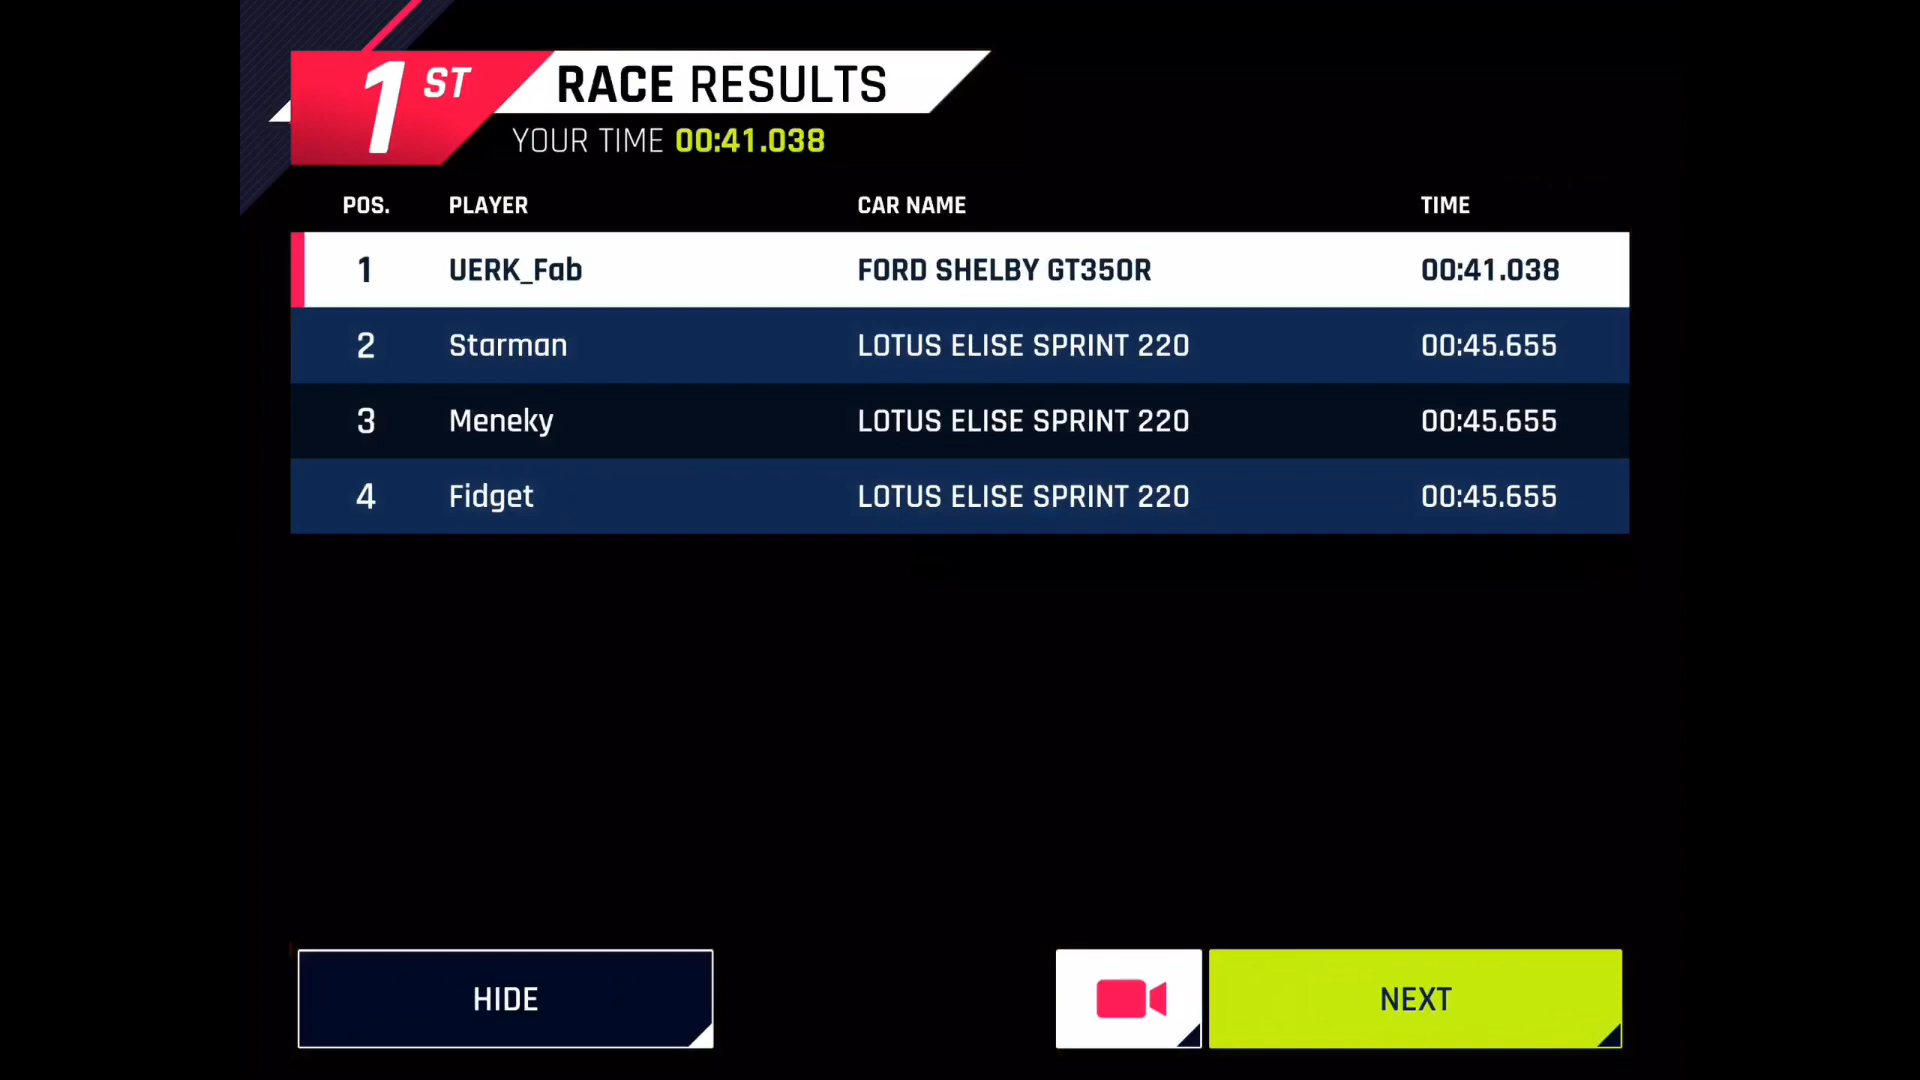 1ST
RACE RESULTS
YOUR TIME 00:41.038
POS. PLAYER CAR NAME TIME
1 UERK_Fab FORD SHELBY GT350R 00:41.038
2 Starman LOTUS ELISE SPRINT 220 00:45.655
3 Meneky LOTUS ELISE SPRINT 220 00:45.655
4 Fidget LOTUS ELISE SPRINT 220 00:45.655
HIDE NEXT